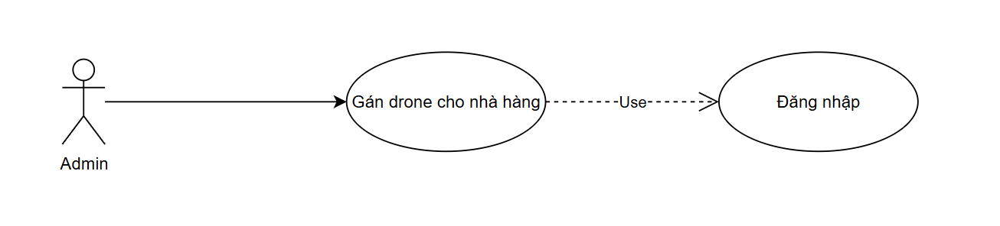 Gán drone cho nhà hàng
Use
Đăng nhập
Admin